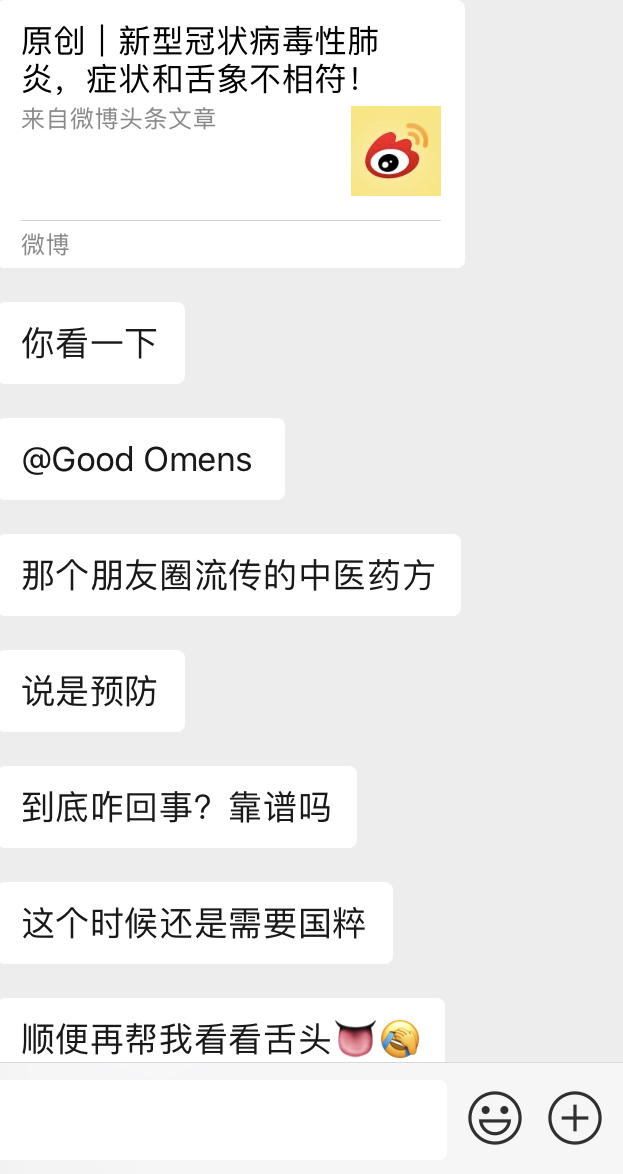 原创｜新型冠状病毒性肺
炎，症状和舌象不相符！
来自微博头条文章
微博
你看一下
@Good Omens
那个朋友圈流传的中医药方
说是预防
到底咋回事？靠谱吗
这个时候还是需要国粹
顺便再帮我看看舌头👅🤣